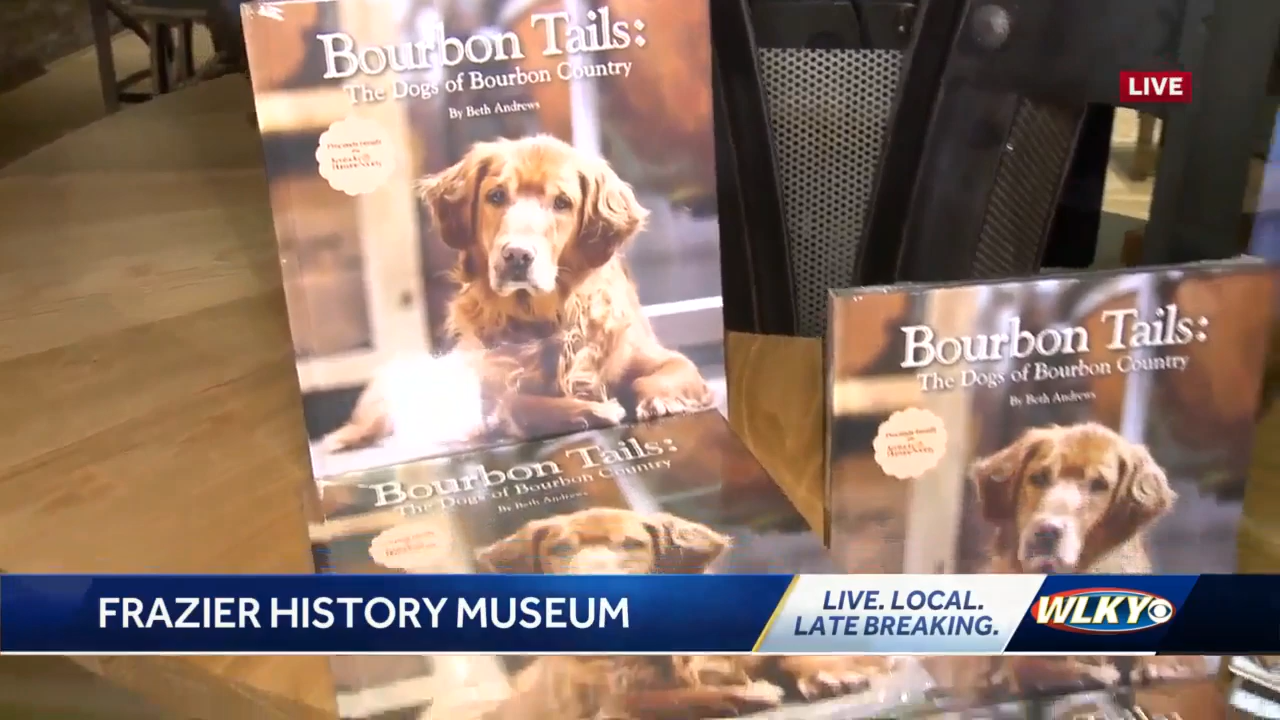 Bourbon Tails:
The Dogs of Bourbon Country
By Beth Andrews
LIVE
Bourbon Tails:
The Dogs of Bourbon Country
By Beth Andrews
Bourbon Tails:
The Dogs of Bourbon Country
By Beth Andrews
FRAZIER HISTORY MUSEUM
LIVE. LOCAL.
LATE BREAKING.
WLKY